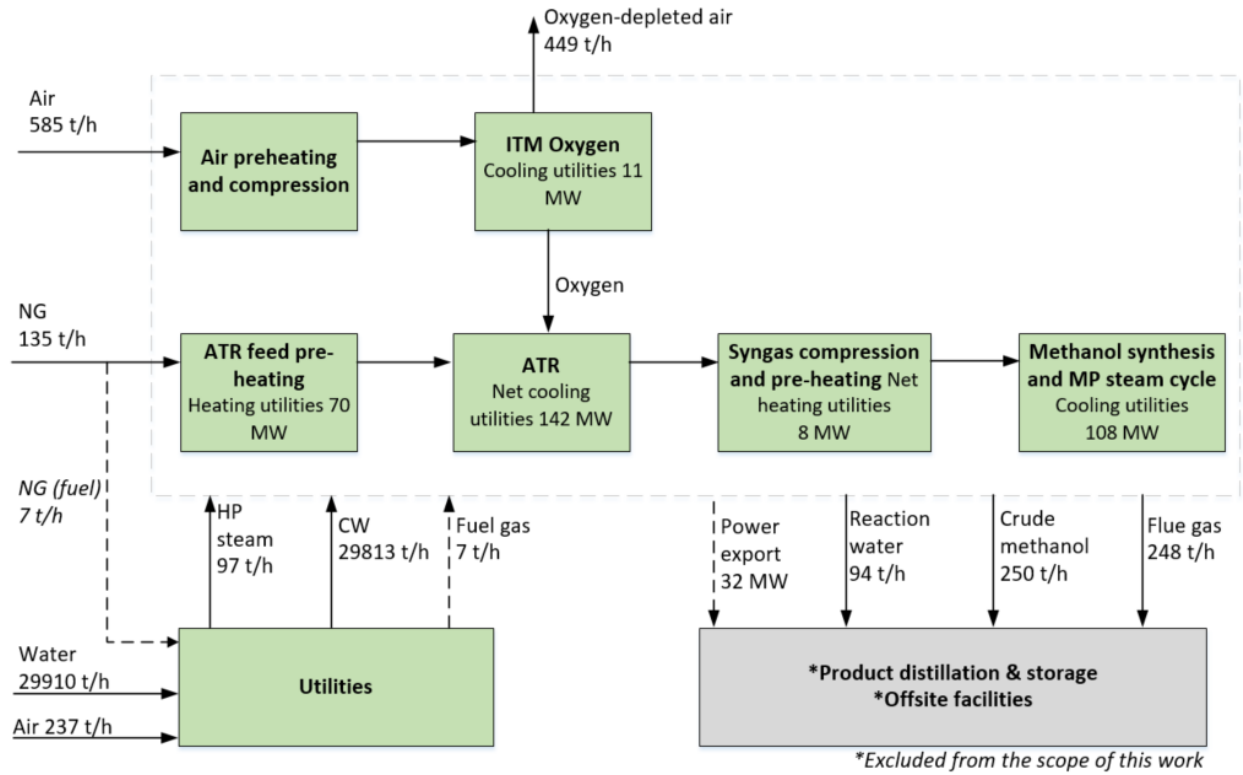 Oxygen-depleted air
449 t/h
Air
585 t/h
Air preheating
and compression
ITM Oxygen
Cooling utilities 11
MW
Oxygen
NG
135 t/h
ATR feed pre-
heating
Heating utilities 70
MW
ATR
Net cooling
utilities 142 MW
Syngas compression
and pre-heating Net
heating utilities
8 MW
Methanol synthesis
and MP steam cycle
Cooling utilities
108 MW
NG (fuel)
7 t/h
HP
steam
97 t/h
CW
29813 t/h
Fuel gas
7 t/h
Power
export
32 MW
Reaction
water
94 t/h
Crude
methanol
250 t/h
Flue gas
248 t/h
Water
29910 t/h
Air 237 t/h
Utilities
*Product distillation & storage
*Offsite facilities
*Excluded from the scope of this work